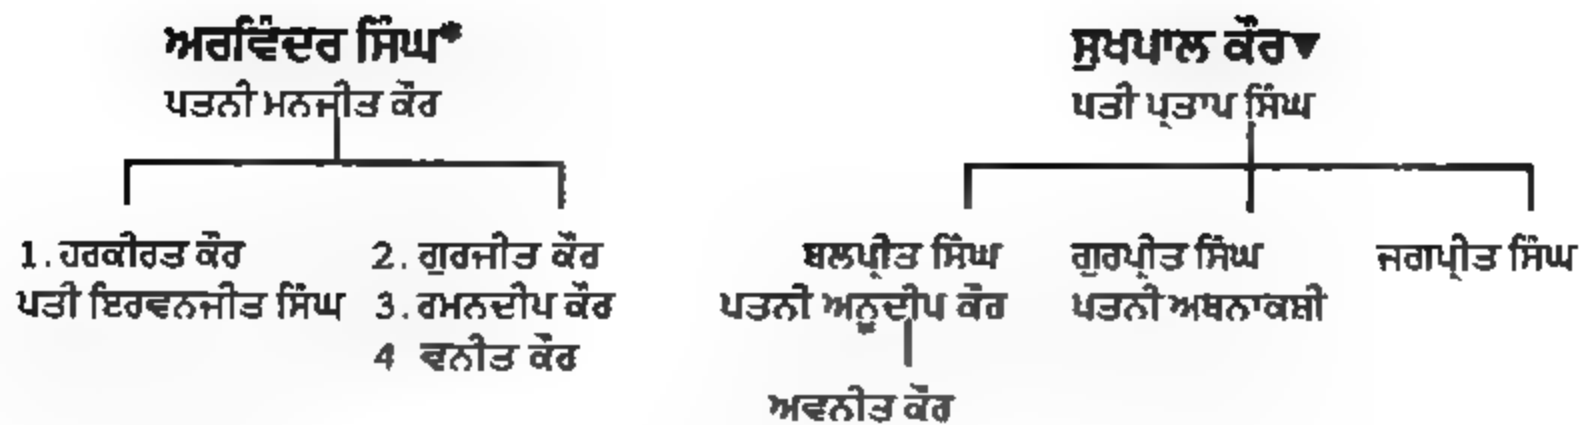 ਅਰਵਿੰਦਰ ਸਿੰਘ*
ਪਤਨੀ ਮਨਜੀਤ ਕੌਰ
1. ਹਰਕੀਰਤ ਕੌਰ
ਪਤੀ ਇਰਵਨਜੀਤ ਸਿੰਘ
2. ਗੁਰਜੀਤ ਕੌਰ
3. ਰਮਨਦੀਪ ਕੌਰ
4 ਵਨੀਤ ਕੌਰ
ਸੁਖਪਾਲ ਕੌਰ▼
ਪਤੀ ਪ੍ਰਤਾਪ ਸਿੰਘ
ਬਲਪ੍ਰੀਤ ਸਿੰਘ
ਪਤਨੀ ਅਨੂਦੀਪ ਕੌਰ
ਅਵਨੀਤ ਕੌਰ
ਗੁਰਪ੍ਰੀਤ ਸਿੰਘ
ਪਤਨੀ ਅਥਨਾਕਸ਼ੀ
ਜਗਪ੍ਰੀਤ ਸਿੰਘ